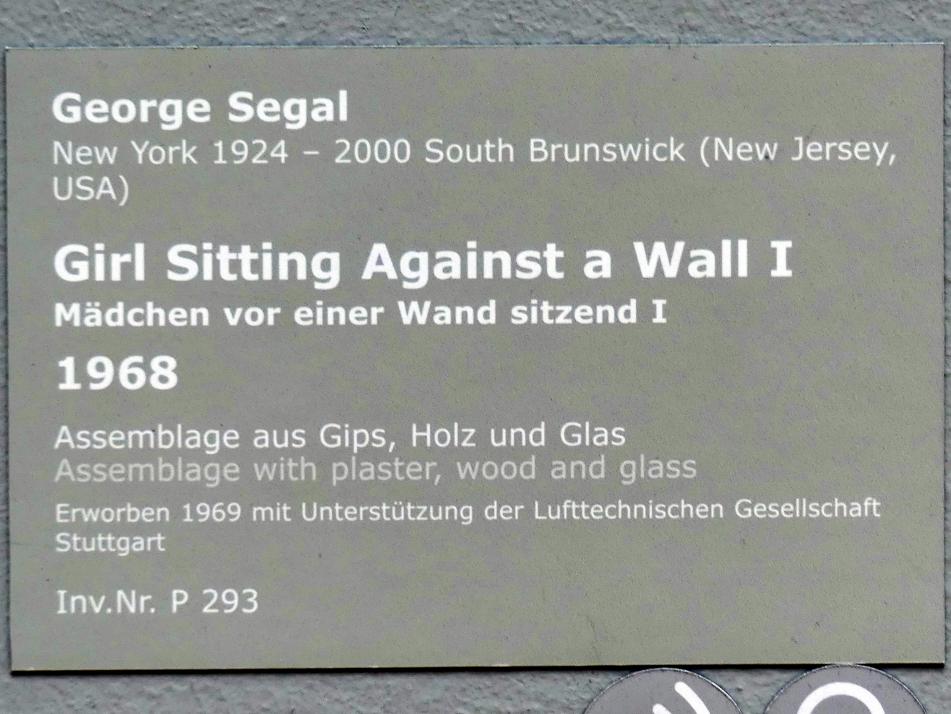 George Segal
New York 1924 – 2000 South Brunswick (New Jersey,
USA)
Girl Sitting Against a Wall I
Mädchen vor einer Wand sitzend I
1968
Assemblage aus Gips, Holz und Glas
Assemblage with plaster, wood and glass
Erworben 1969 mit Unterstützung der Lufttechnischen Gesellschaft
Stuttgart
Inv.Nr. P 293